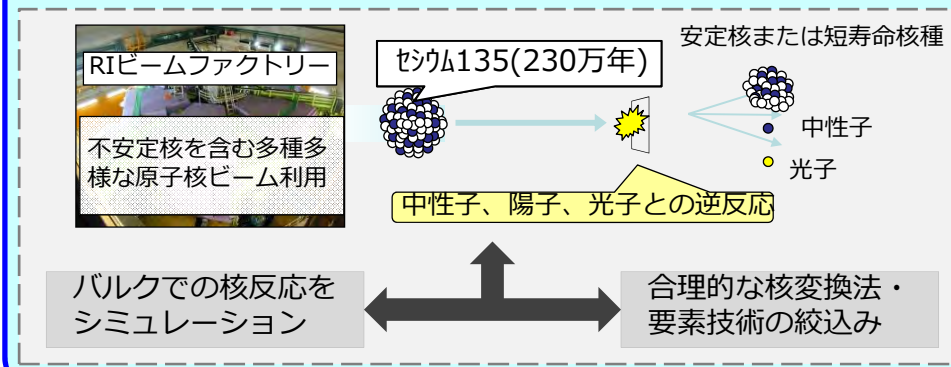 RIビームファクトリー
不安定核を含む多種多
様な原子核ビーム利用
ｾｼｳﾑ135(230万年)
安定核または短寿命核種
中性子
光子
中性子、陽子、光子との逆反応
バルクでの核反応を
シミュレーション
合理的な核変換法・
要素技術の絞込み